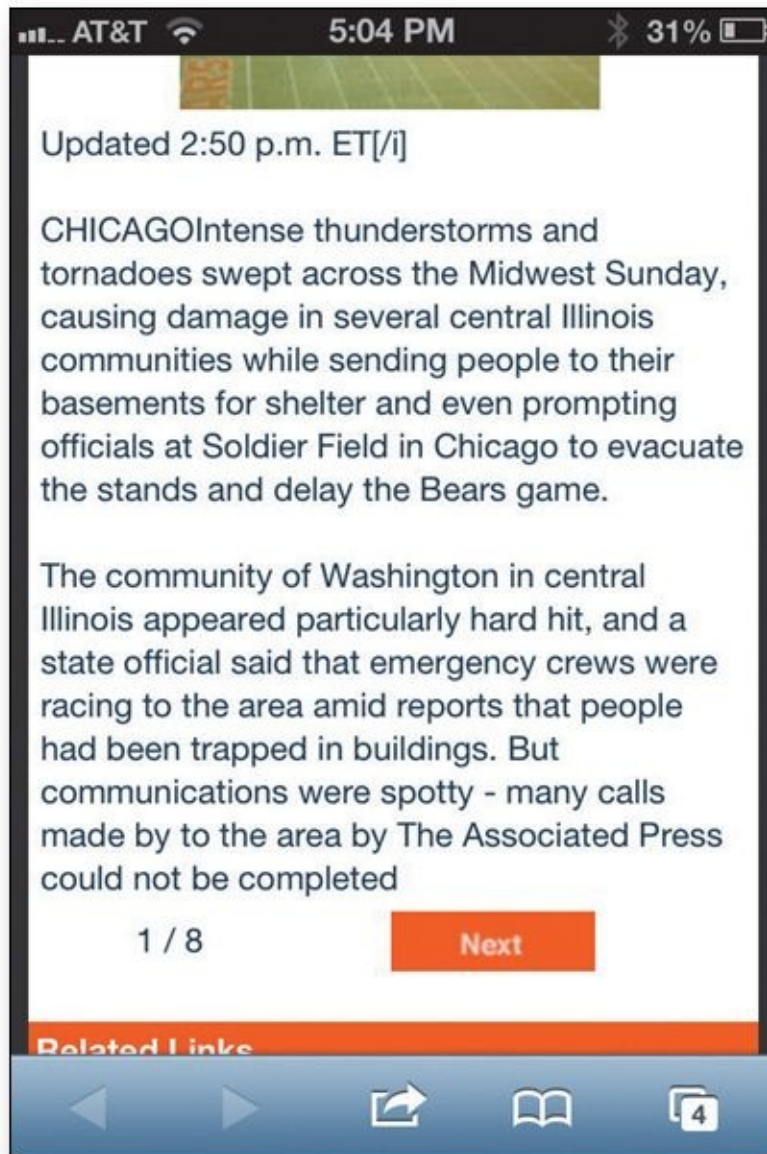 AT&T 5:04 PM 31%
ARS
Updated 2:50 p.m. ET[/i]
CHICAGOIntense thunderstorms and
tornadoes swept across the Midwest Sunday,
causing damage in several central Illinois
communities while sending people to their
basements for shelter and even prompting
officials at Soldier Field in Chicago to evacuate
the stands and delay the Bears game.
The community of Washington in central
Illinois appeared particularly hard hit, and a
state official said that emergency crews were
racing to the area amid reports that people
had been trapped in buildings. But
communications were spotty - many calls
made by to the area by The Associated Press
could not be completed
1 / 8 Next
Related Links
4